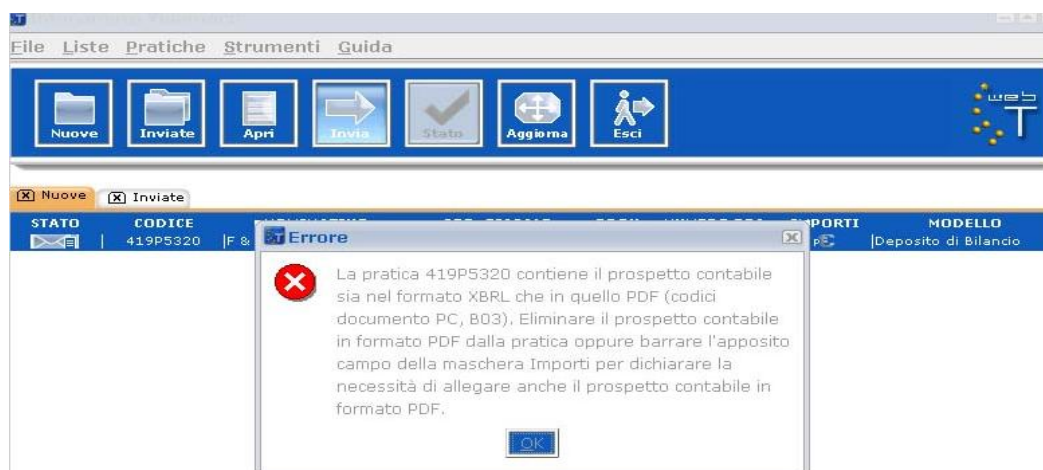 File Liste Pratiche Strumenti Guida
Nuove Inviate Apri Invia Stato Aggiorna Esci
web
T
Nuove Inviate
STATO CODICE IMPORTI MODELLO
419P5320 F & Deposito di Bilancio
Errore
La pratica 419P5320 contiene il prospetto contabile
sia nel formato XBRL che in quello PDF (codici
documento PC, B03). Eliminare il prospetto contabile
in formato PDF dalla pratica oppure barrare l'apposito
campo della maschera Importi per dichiarare la
necessità di allegare anche il prospetto contabile in
formato PDF.
OK